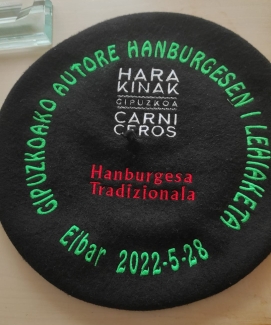 GIPUZKOAKO AUTORE HANBURGESEN I LEHIAKETA
HARA
KINAK
GIPUZKOA
CARNI
CEROS
Hanburgesa
Tradizionala
Eibar 2022-5-28